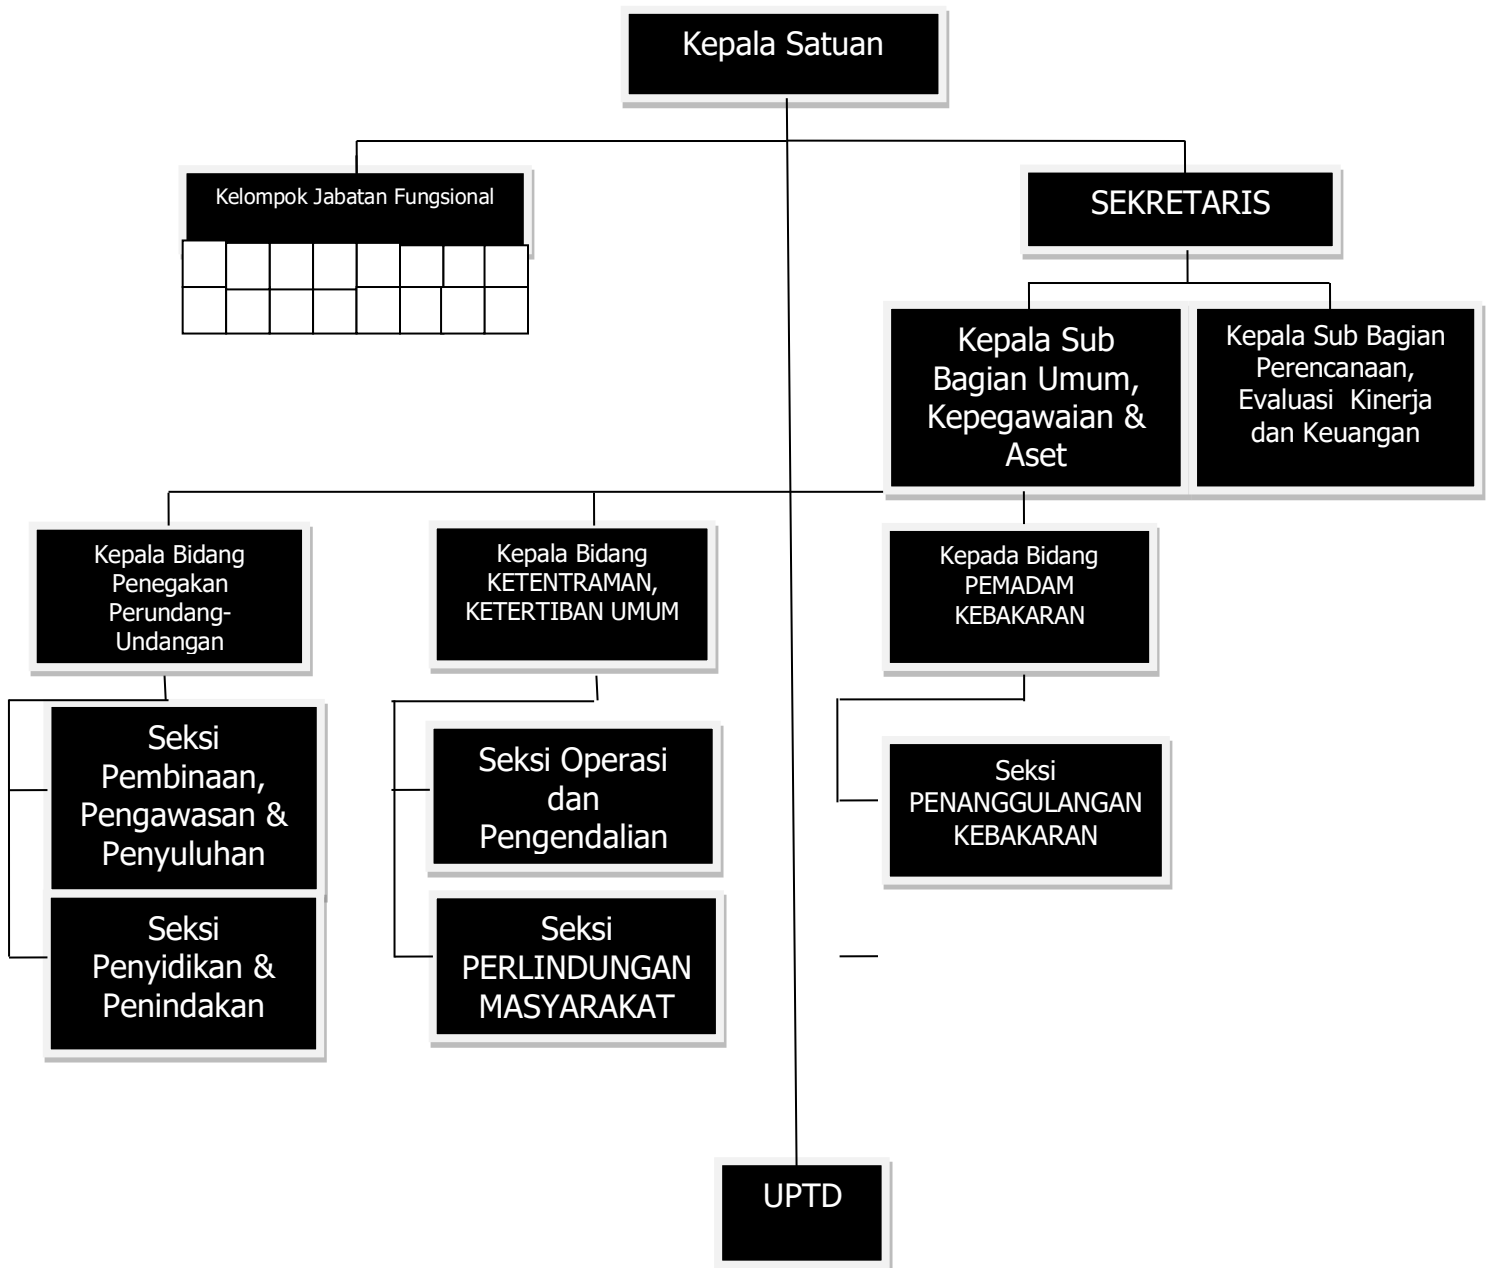 Kepala Satuan
Kelompok Jabatan Fungsional
SEKRETARIS
Kepala Sub
Bagian Umum,
Kepegawaian &
Aset
Kepala Sub Bagian
Perencanaan,
Evaluasi  Kinerja
dan Keuangan
Kepala Bidang
Penegakan
Perundang-
Undangan
Kepala Bidang
KETENTRAMAN,
KETERTIBAN UMUM
Kepada Bidang
PEMADAM
KEBAKARAN
Seksi
Pembinaan,
Pengawasan &
Penyuluhan
Seksi Operasi
dan
Pengendalian
Seksi
PENANGGULANGAN
KEBAKARAN
Seksi
Penyidikan &
Penindakan
Seksi
PERLINDUNGAN
MASYARAKAT
UPTD